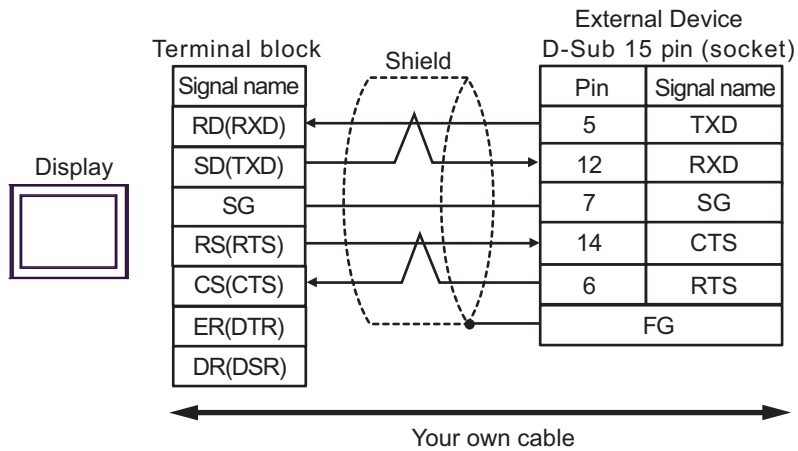 External Device
Terminal block
D-Sub 15 pin (socket)
Shield
Signal name
Pin
Signal name
RD(RXD)
5
TXD
SD(TXD)
12
RXD
Display
SG
7
SG
RS(RTS)
14
CTS
CS(CTS)
6
RTS
ER(DTR)
FG
DR(DSR)
Your own cable